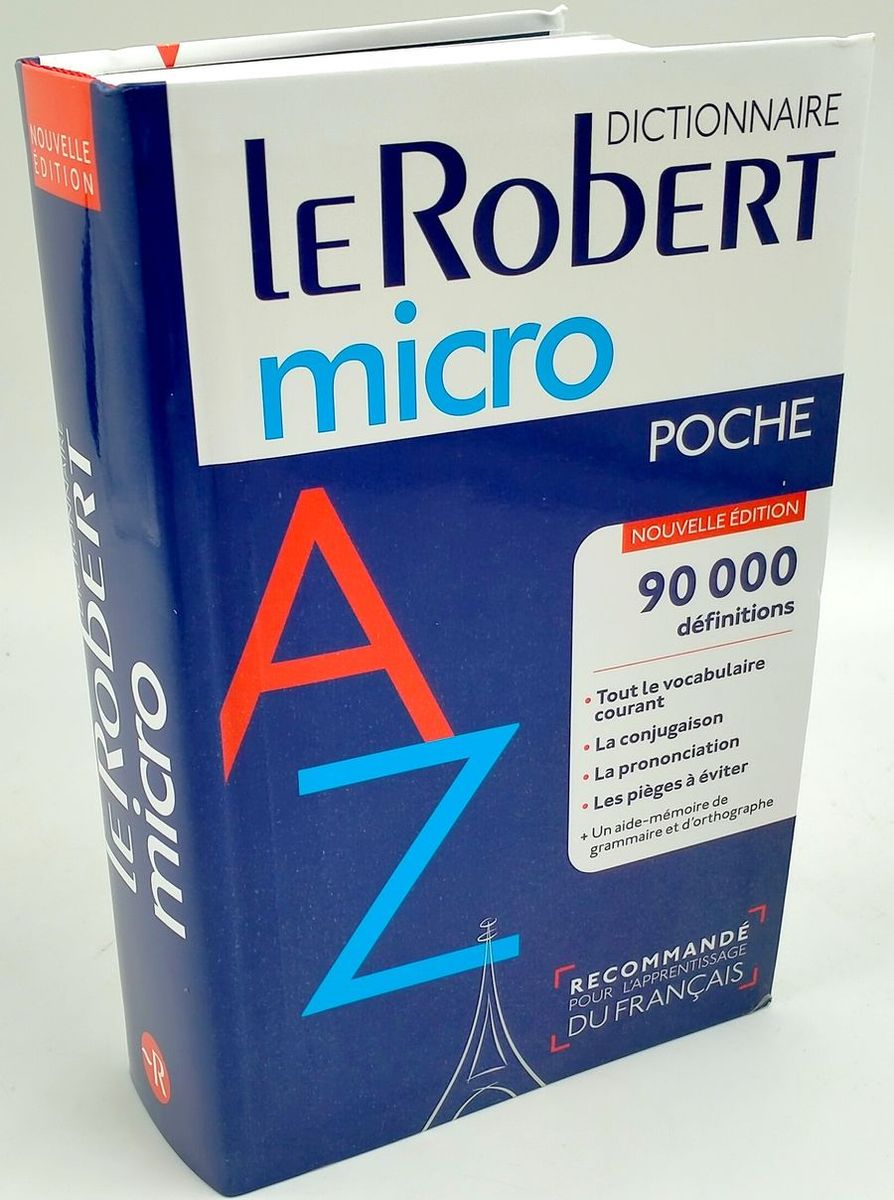 DICTIONNAIRE
LE ROBERT
micro
POCHE
A
Z
NOUVELLE ÉDITION
90 000
définitions
• Tout le vocabulaire
courant
• La conjugaison
• La prononciation
• Les pièges à éviter
+ Un aide-mémoire de
grammaire et d'orthographe
RECOMMANDÉ
POUR L'APPRENTISSAGE
DU FRANÇAIS
NOUVELLE
ÉDITION
DICTIONNAIRE
LE ROBERT
micro
R